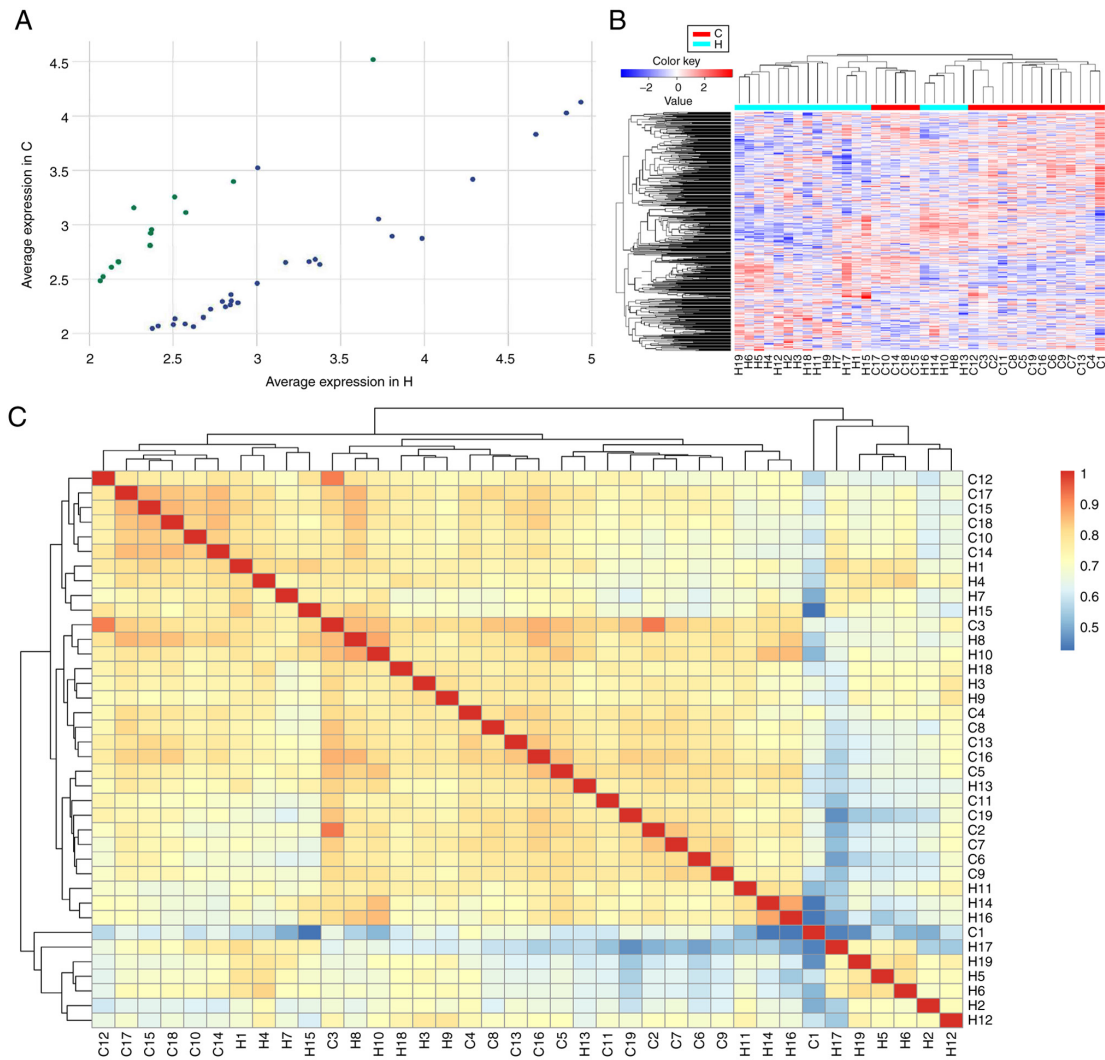 A
4.5
4
3.5
3
2.5
2
Average expression in C
2
2.5
3
3.5
4
4.5
5
Average expression in H
B
C
H
Color key
−2 0 2
Value
H19 H6 H5 H4 H12 H2 H3 H18 H11 H9 H7 H17 H1 H15 C17 C10 C14 C18 C15 H16 H14 H10 H8 H13 C12 C3 C2 C11 C8 C5 C19 C16 C6 C9 C7 C13 C4 C1
C
C12
C17
C15
C18
C10
C14
H1
H4
H7
H15
C3
H8
H10
H18
H3
H9
C4
C8
C13
C16
C5
H13
C11
C19
C2
C7
C6
C9
H11
H14
H16
C1
H17
H19
H5
H6
H2
H12
1
0.9
0.8
0.7
0.6
0.5
C12 C17 C15 C18 C10 C14 H1 H4 H7 H15 C3 H8 H10 H18 H3 H9 C4 C8 C13 C16 C5 H13 C11 C19 C2 C7 C6 C9 H11 H14 H16 C1 H17 H19 H5 H6 H2 H12